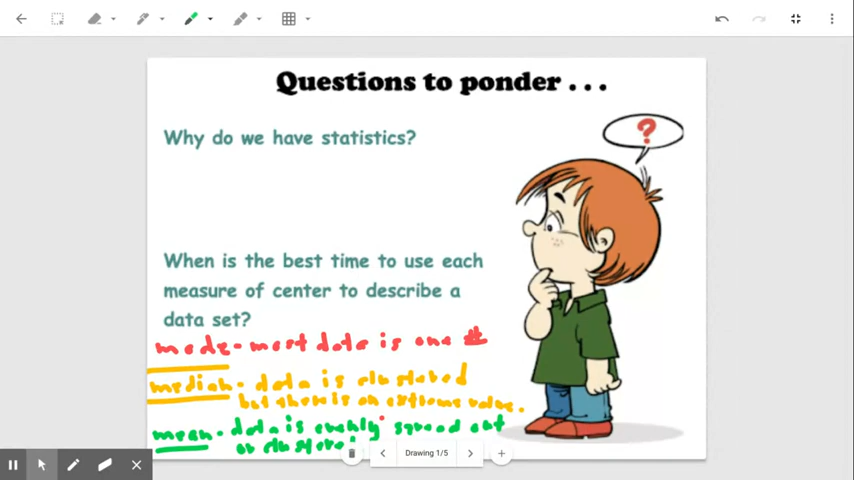 Questions to ponder . . .
?
Why do we have statistics?
When is the best time to use each
measure of center to describe a
data set?
mode - most data is one #
median - data is clustered
but there is an extreme value.
mean - data is evenly spread out
or clustered
Drawing 1/5